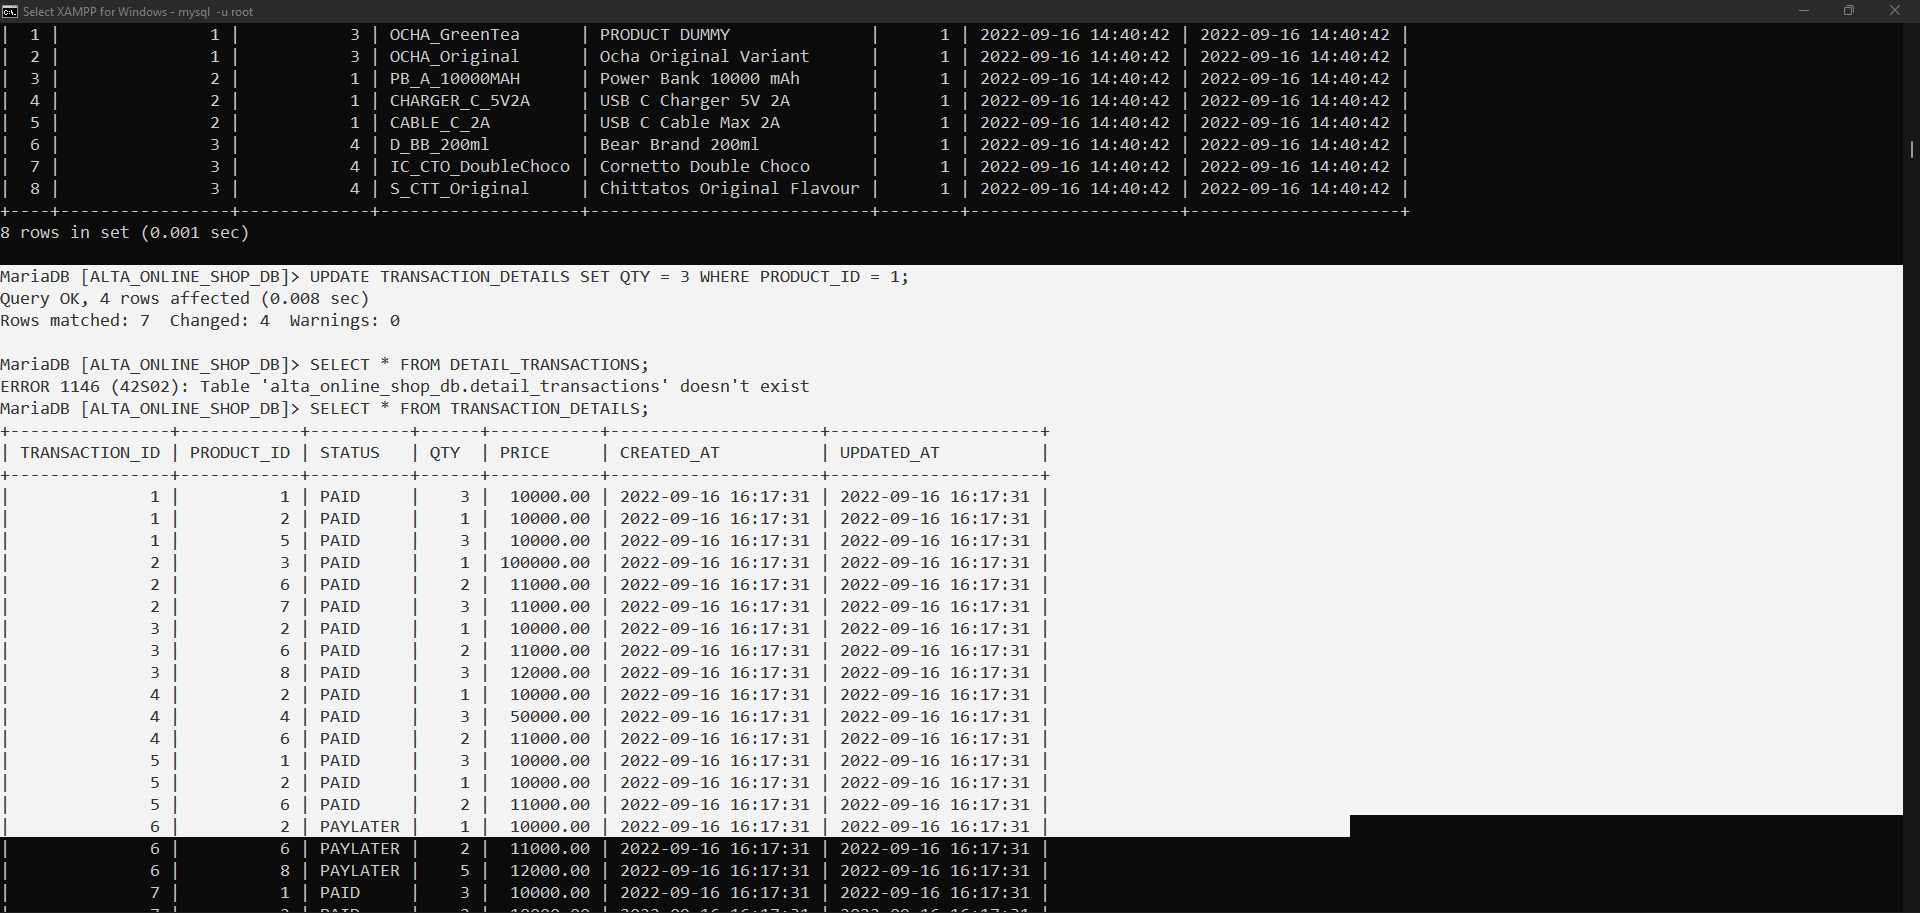 Select XAMPP for Windows - mysql -u root
| 1 | 1 | 3 | OCHA_GreenTea | PRODUCT DUMMY | 1 | 2022-09-16 14:40:42 | 2022-09-16 14:40:42 |
| 2 | 1 | 3 | OCHA_Original | Ocha Original Variant | 1 | 2022-09-16 14:40:42 | 2022-09-16 14:40:42 |
| 3 | 2 | 1 | PB_A_10000MAH | Power Bank 10000 mAh | 1 | 2022-09-16 14:40:42 | 2022-09-16 14:40:42 |
| 4 | 2 | 1 | CHARGER_C_5V2A | USB C Charger 5V 2A | 1 | 2022-09-16 14:40:42 | 2022-09-16 14:40:42 |
| 5 | 2 | 1 | CABLE_C_2A | USB C Cable Max 2A | 1 | 2022-09-16 14:40:42 | 2022-09-16 14:40:42 |
| 6 | 3 | 4 | D_BB_200ml | Bear Brand 200ml | 1 | 2022-09-16 14:40:42 | 2022-09-16 14:40:42 |
| 7 | 3 | 4 | IC_CTO_DoubleChoco | Cornetto Double Choco | 1 | 2022-09-16 14:40:42 | 2022-09-16 14:40:42 |
| 8 | 3 | 4 | S_CTT_Original | Chittatos Original Flavour | 1 | 2022-09-16 14:40:42 | 2022-09-16 14:40:42 |
+----+-----------------+-------------+--------------------+----------------------------+--------+---------------------+---------------------+
8 rows in set (0.001 sec)
MariaDB [ALTA_ONLINE_SHOP_DB]> UPDATE TRANSACTION_DETAILS SET QTY = 3 WHERE PRODUCT_ID = 1;
Query OK, 4 rows affected (0.008 sec)
Rows matched: 7  Changed: 4  Warnings: 0
MariaDB [ALTA_ONLINE_SHOP_DB]> SELECT * FROM DETAIL_TRANSACTIONS;
ERROR 1146 (42S02): Table 'alta_online_shop_db.detail_transactions' doesn't exist
MariaDB [ALTA_ONLINE_SHOP_DB]> SELECT * FROM TRANSACTION_DETAILS;
+----------------+------------+----------+------+-----------+---------------------+---------------------+
| TRANSACTION_ID | PRODUCT_ID | STATUS | QTY | PRICE | CREATED_AT | UPDATED_AT |
+----------------+------------+----------+------+-----------+---------------------+---------------------+
| 1 | 1 | PAID | 3 | 10000.00 | 2022-09-16 16:17:31 | 2022-09-16 16:17:31 |
| 1 | 2 | PAID | 1 | 10000.00 | 2022-09-16 16:17:31 | 2022-09-16 16:17:31 |
| 1 | 5 | PAID | 3 | 10000.00 | 2022-09-16 16:17:31 | 2022-09-16 16:17:31 |
| 2 | 3 | PAID | 1 | 100000.00 | 2022-09-16 16:17:31 | 2022-09-16 16:17:31 |
| 2 | 6 | PAID | 2 | 11000.00 | 2022-09-16 16:17:31 | 2022-09-16 16:17:31 |
| 2 | 7 | PAID | 3 | 11000.00 | 2022-09-16 16:17:31 | 2022-09-16 16:17:31 |
| 3 | 2 | PAID | 1 | 10000.00 | 2022-09-16 16:17:31 | 2022-09-16 16:17:31 |
| 3 | 6 | PAID | 2 | 11000.00 | 2022-09-16 16:17:31 | 2022-09-16 16:17:31 |
| 3 | 8 | PAID | 3 | 12000.00 | 2022-09-16 16:17:31 | 2022-09-16 16:17:31 |
| 4 | 2 | PAID | 1 | 10000.00 | 2022-09-16 16:17:31 | 2022-09-16 16:17:31 |
| 4 | 4 | PAID | 3 | 50000.00 | 2022-09-16 16:17:31 | 2022-09-16 16:17:31 |
| 4 | 6 | PAID | 2 | 11000.00 | 2022-09-16 16:17:31 | 2022-09-16 16:17:31 |
| 5 | 1 | PAID | 3 | 10000.00 | 2022-09-16 16:17:31 | 2022-09-16 16:17:31 |
| 5 | 2 | PAID | 1 | 10000.00 | 2022-09-16 16:17:31 | 2022-09-16 16:17:31 |
| 5 | 6 | PAID | 2 | 11000.00 | 2022-09-16 16:17:31 | 2022-09-16 16:17:31 |
| 6 | 2 | PAYLATER | 1 | 10000.00 | 2022-09-16 16:17:31 | 2022-09-16 16:17:31 |
| 6 | 6 | PAYLATER | 2 | 11000.00 | 2022-09-16 16:17:31 | 2022-09-16 16:17:31 |
| 6 | 8 | PAYLATER | 5 | 12000.00 | 2022-09-16 16:17:31 | 2022-09-16 16:17:31 |
| 7 | 1 | PAID | 3 | 10000.00 | 2022-09-16 16:17:31 | 2022-09-16 16:17:31 |